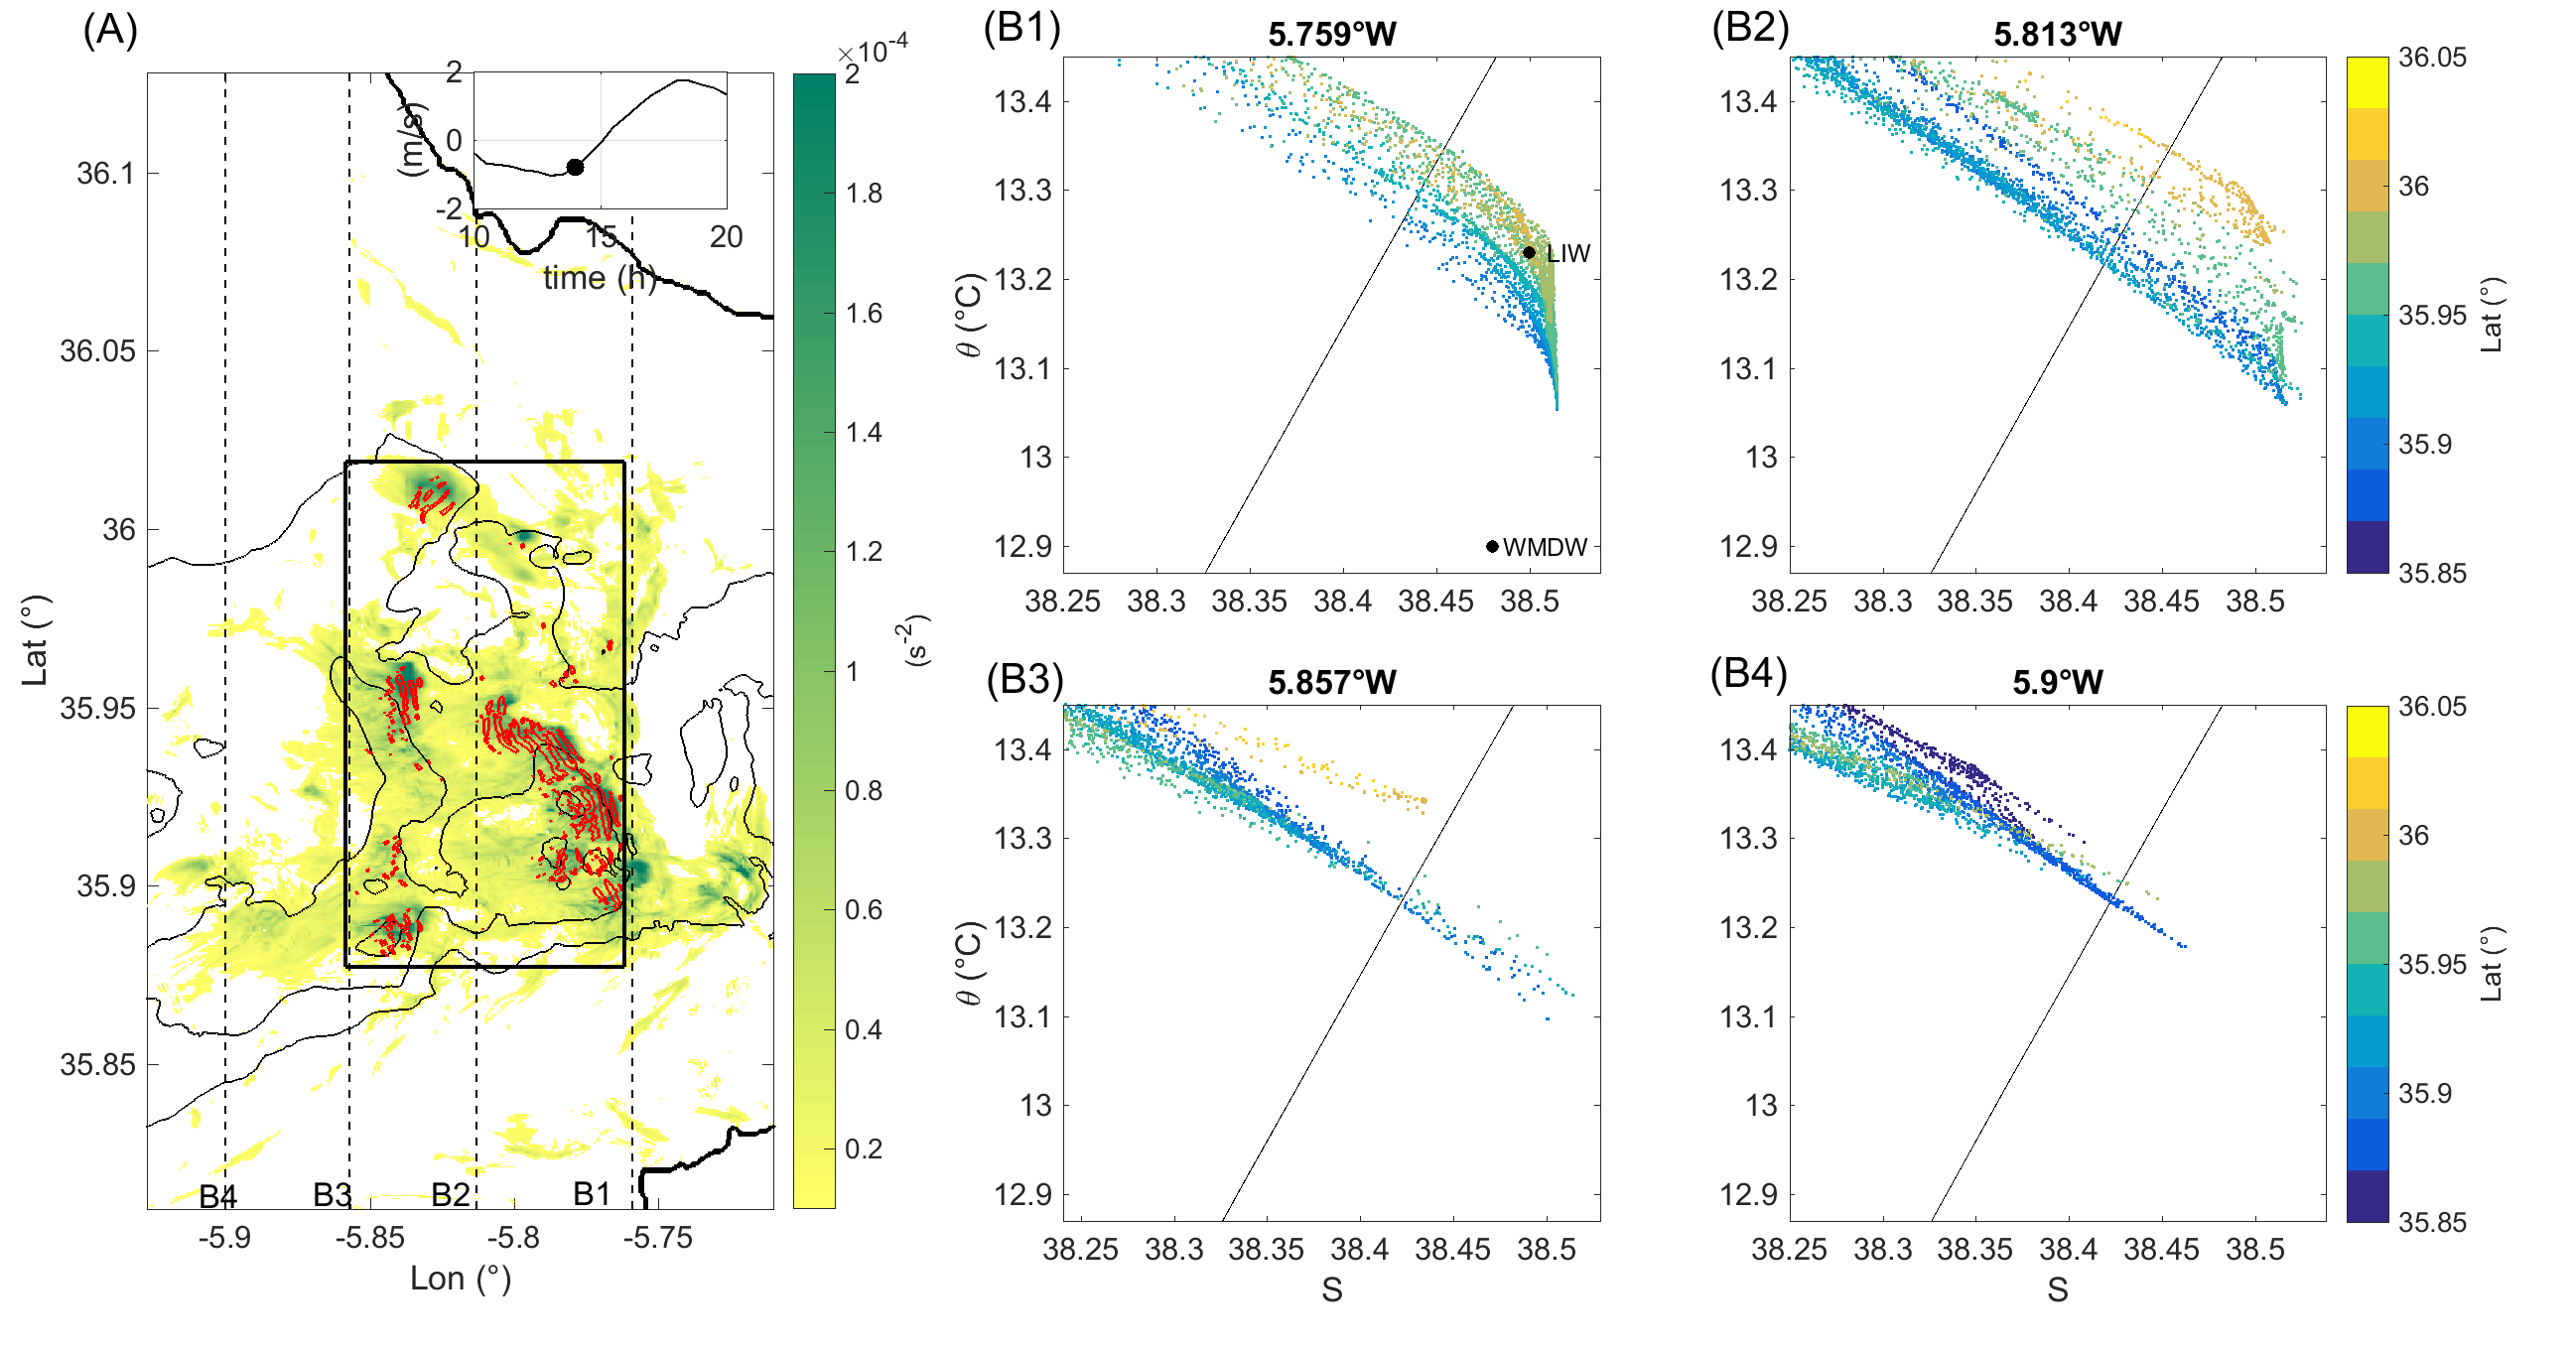 (A)
×10⁻⁴
2
0
-2
(m/s)
10 15 20
time (h)
36.1
36.05
36
35.95
35.9
35.85
Lat (°)
B4 B3 B2 B1
-5.9 -5.85 -5.8 -5.75
Lon (°)
2
1.8
1.6
1.4
1.2
1
0.8
0.6
0.4
0.2
(s⁻²)
(B1)
5.759°W
13.4
13.3
13.2
13.1
13
12.9
θ (°C)
LIW
WMDW
38.25 38.3 38.35 38.4 38.45 38.5
(B2)
5.813°W
13.4
13.3
13.2
13.1
13
12.9
38.25 38.3 38.35 38.4 38.45 38.5
36.05
36
35.95
35.9
35.85
Lat (°)
(B3)
5.857°W
13.4
13.3
13.2
13.1
13
12.9
θ (°C)
38.25 38.3 38.35 38.4 38.45 38.5
S
(B4)
5.9°W
13.4
13.3
13.2
13.1
13
12.9
38.25 38.3 38.35 38.4 38.45 38.5
S
36.05
36
35.95
35.9
35.85
Lat (°)